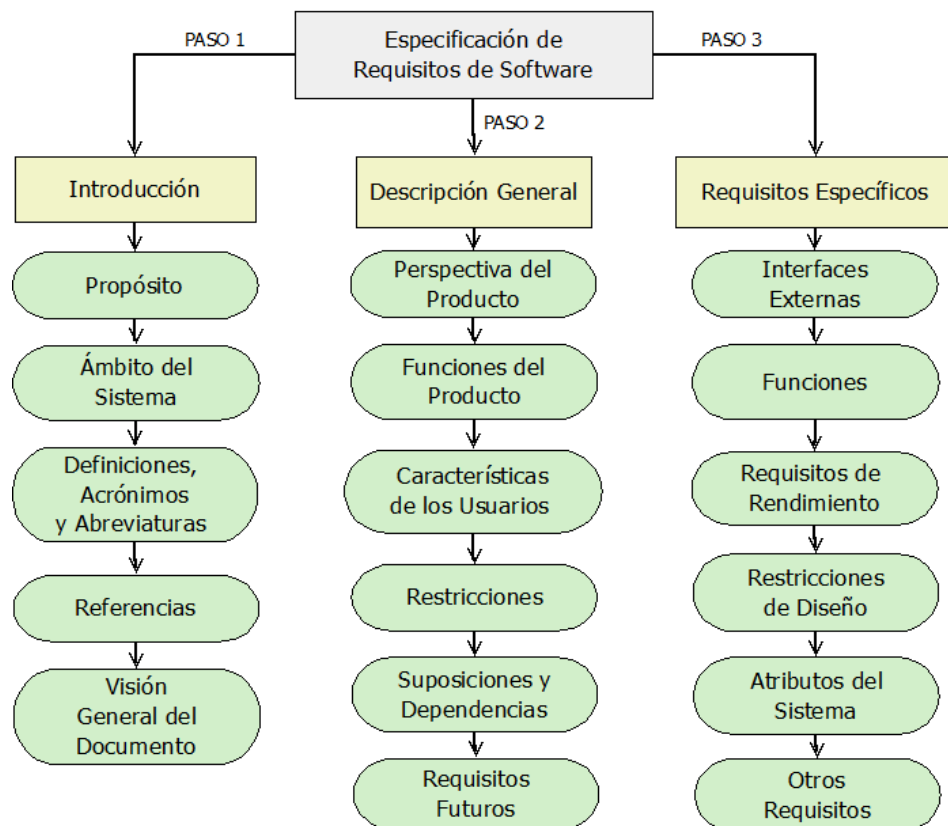 PASO 1
Especificación de
Requisitos de Software
PASO 3
PASO 2
Introducción
Propósito
Ámbito del
Sistema
Definiciones,
Acrónimos
y Abreviaturas
Referencias
Visión
General del
Documento
Descripción General
Perspectiva del
Producto
Funciones del
Producto
Característícas
de los Usuarios
Restricciones
Suposiciones y
Dependencias
Requisitos
Futuros
Requisitos Específicos
Interfaces
Externas
Funciones
Requisitos de
Rendimiento
Restricciones
de Diseño
Atributos del
Sistema
Otros
Requisitos